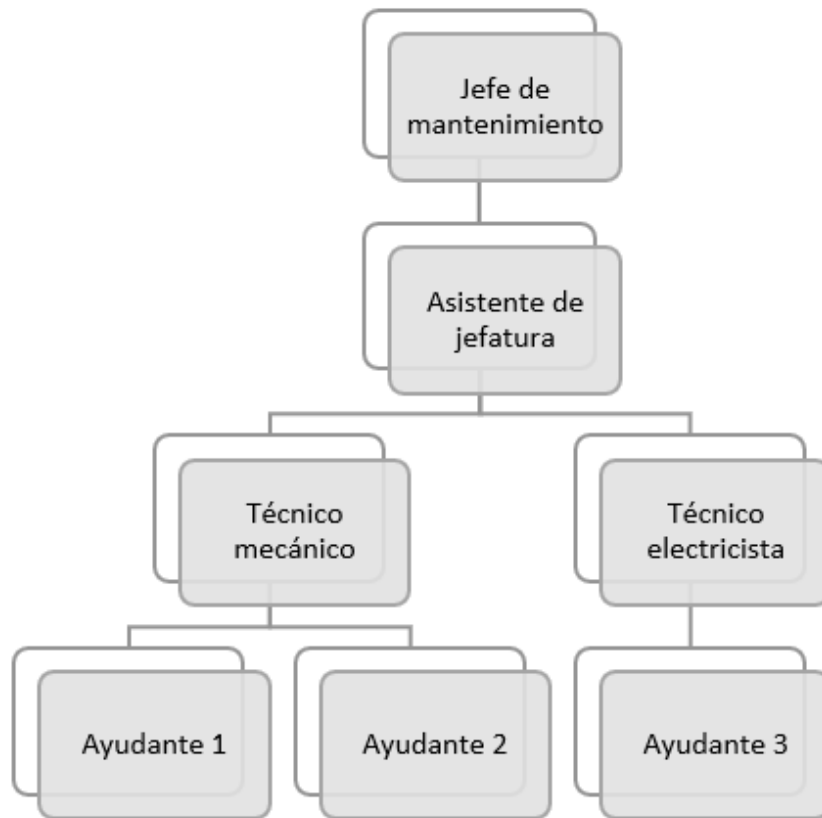 Jefe de
mantenimiento
Asistente de
jefatura
Técnico
mecánico
Técnico
electricista
Ayudante 1
Ayudante 2
Ayudante 3